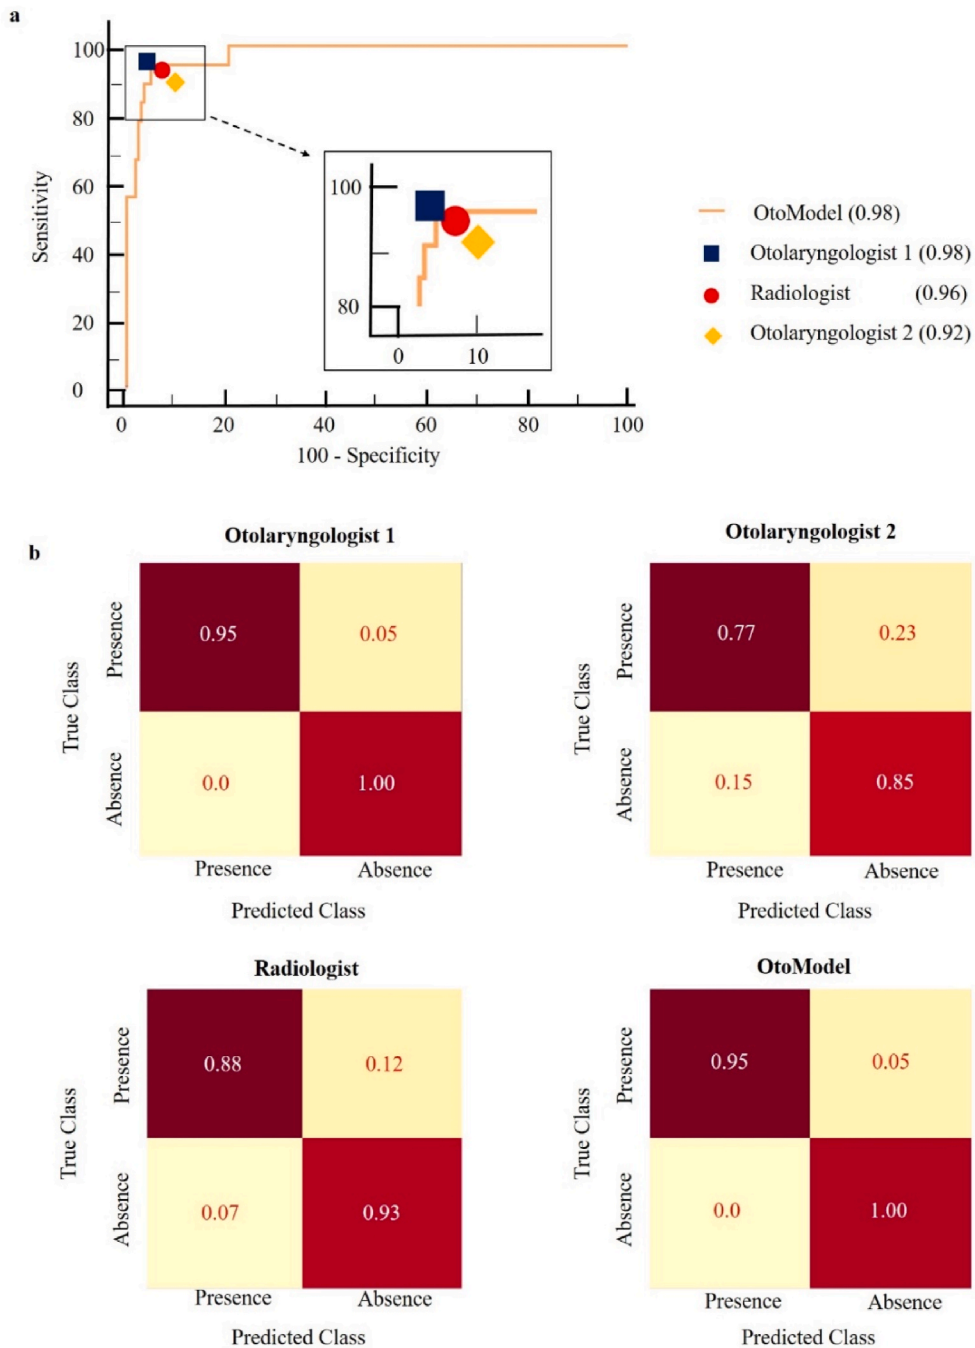 a
100
80
60
40
20
0
Sensitivity
0 20 40 60 80 100
100 - Specificity
100
80
0 10
OtoModel (0.98)
Otolaryngologist 1 (0.98)
Radiologist (0.96)
Otolaryngologist 2 (0.92)
b
Otolaryngologist 1
True Class
Presence
Absence
0.95 0.05
0.0 1.00
Presence Absence
Predicted Class
Otolaryngologist 2
True Class
Presence
Absence
0.77 0.23
0.15 0.85
Presence Absence
Predicted Class
Radiologist
True Class
Presence
Absence
0.88 0.12
0.07 0.93
Presence Absence
Predicted Class
OtoModel
True Class
Presence
Absence
0.95 0.05
0.0 1.00
Presence Absence
Predicted Class